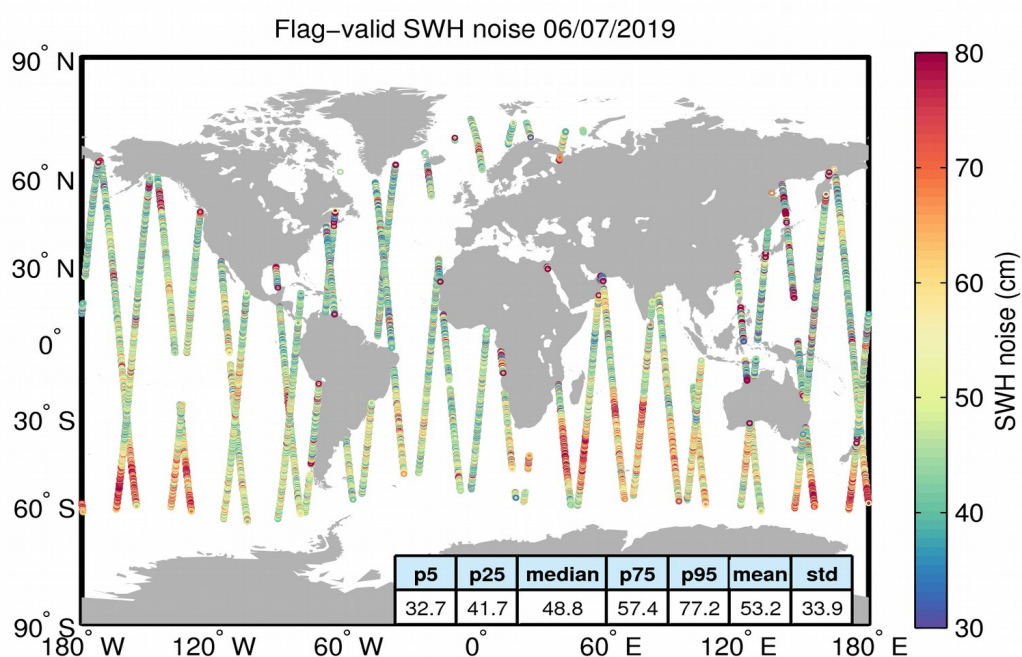 Flag−valid SWH noise 06/07/2019
90° N
60° N
30° N
0°
30° S
60° S
90° S
180° W
120° W
60° W
0°
60° E
120° E
180° E
p5 p25 median p75 p95 mean std
32.7 41.7 48.8 57.4 77.2 53.2 33.9
80
70
60
50
40
30
SWH noise (cm)